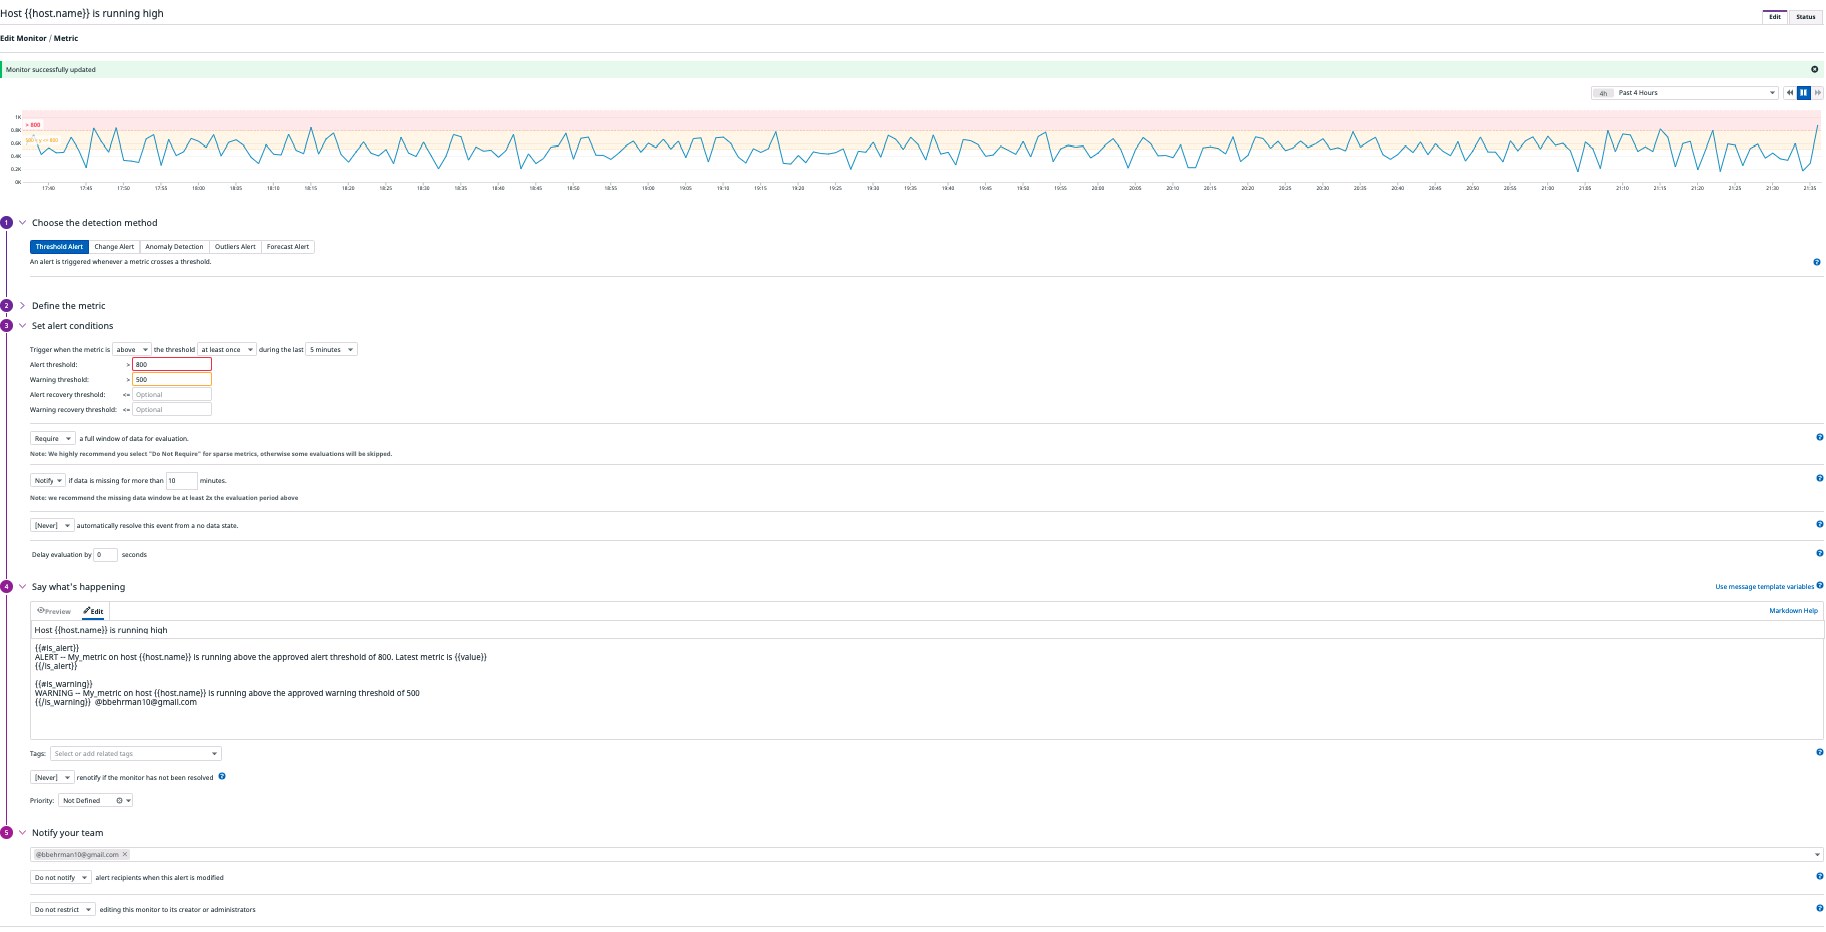 Host {{host.name}} is running high
Edit Status
Edit Monitor / Metric
Monitor successfully updated
4h Past 4 Hours
1K
> 800
0.8K
0.6K
0.4K
0.2K
0K
17:40 17:45 17:50 17:55 18:00 18:05 18:10 18:15 18:20 18:25 18:30 18:35 18:40 18:45 18:50 18:55 19:00 19:05 19:10 19:15 19:20 19:25 19:30 19:35 19:40 19:45 19:50 19:55 20:00 20:05 20:10 20:15 20:20 20:25 20:30 20:35 20:40 20:45 20:50 20:55 21:00 21:05 21:10 21:15 21:20 21:25 21:30 21:35
1 Choose the detection method
Threshold Alert Change Alert Anomaly Detection Outliers Alert Forecast Alert
An alert is triggered whenever a metric crosses a threshold.
2 Define the metric
3 Set alert conditions
Trigger when the metric is above the threshold at least once during the last 5 minutes
Alert threshold: > 800
Warning threshold: > 500
Alert recovery threshold: <= Optional
Warning recovery threshold: <= Optional
Require a full window of data for evaluation.
Note: We highly recommend you select "Do Not Require" for sparse metrics, otherwise some evaluations will be skipped.
Notify if data is missing for more than 10 minutes.
Note: we recommend the missing data window be at least 2x the evaluation period above
[Never] automatically resolve this event from a no data state.
Delay evaluation by 0 seconds
4 Say what's happening
Use message template variables
Preview Edit
Markdown Help
Host {{host.name}} is running high
{{#is_alert}}
ALERT -- My_metric on host {{host.name}} is running above the approved alert threshold of 800. Latest metric is {{value}}
{{/is_alert}}
{{#is_warning}}
WARNING -- My_metric on host {{host.name}} is running above the approved warning threshold of 500
{{/is_warning}} @bbehrman10@gmail.com
Tags: Select or add related tags
[Never] renotify if the monitor has not been resolved
Priority: Not Defined
5 Notify your team
@bbehrman10@gmail.com ×
Do not notify alert recipients when this alert is modified
Do not restrict editing this monitor to its creator or administrators